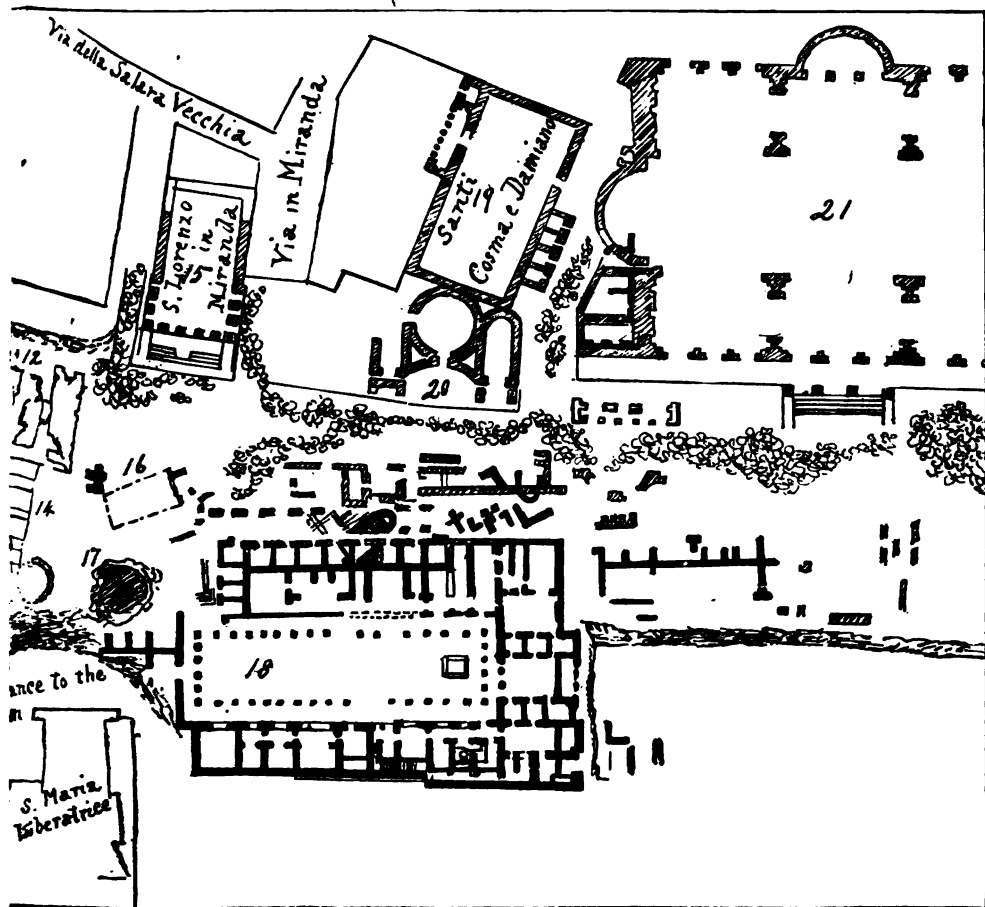 Via della Salara Vecchia
Via in Miranda
S. Lorenzo
15 in
Miranda
Santi
19
Cosma e Damiano
21
20
12
16
14
17
18
ance to the
S. Maria
Liberatrice